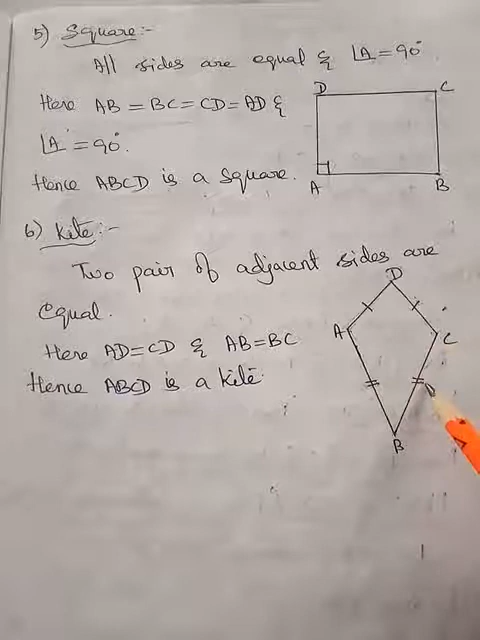 5) Square:-
All sides are equal & ∠A = 90°
Here AB = BC = CD = AD &
∠A = 90°.
Hence ABCD is a square.
D C
A B
6) Kite:-
Two pair of adjacent sides are
equal.
Here AD = CD & AB = BC
Hence ABCD is a kite.
D
A C
B